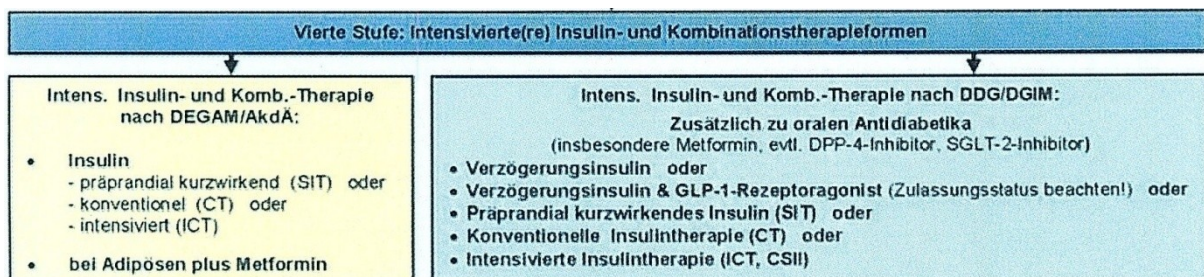 Vierte Stufe: Intensivierte(re) Insulin- und Kombinationstherapieformen
Intens. Insulin- und Komb.-Therapie
nach DEGAM/AkdÄ:
• Insulin
- präprandial kurzwirkend (SIT) oder
- konventionel (CT) oder
- intensiviert (ICT)
• bei Adipösen plus Metformin
Intens. Insulin- und Komb.-Therapie nach DDG/DGIM:
Zusätzlich zu oralen Antidiabetika
(insbesondere Metformin, evtl. DPP-4-Inhibitor, SGLT-2-Inhibitor)
• Verzögerungsinsulin oder
• Verzögerungsinsulin & GLP-1-Rezeptoragonist (Zulassungsstatus beachten!) oder
• Präprandial kurzwirkendes Insulin (SIT) oder
• Konventionelle Insulintherapie (CT) oder
• Intensivierte Insulintherapie (ICT, CSII)